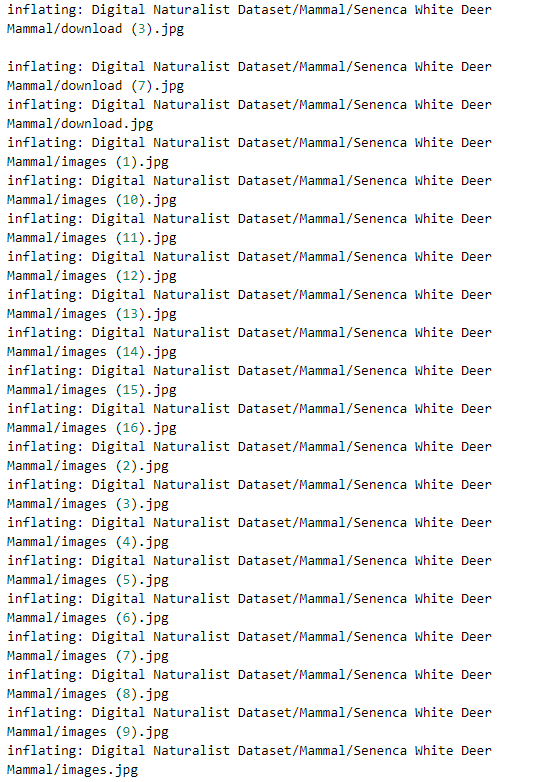 inflating: Digital Naturalist Dataset/Mammal/Senenca White Deer
Mammal/download (3).jpg

inflating: Digital Naturalist Dataset/Mammal/Senenca White Deer
Mammal/download (7).jpg
inflating: Digital Naturalist Dataset/Mammal/Senenca White Deer
Mammal/download.jpg
inflating: Digital Naturalist Dataset/Mammal/Senenca White Deer
Mammal/images (1).jpg
inflating: Digital Naturalist Dataset/Mammal/Senenca White Deer
Mammal/images (10).jpg
inflating: Digital Naturalist Dataset/Mammal/Senenca White Deer
Mammal/images (11).jpg
inflating: Digital Naturalist Dataset/Mammal/Senenca White Deer
Mammal/images (12).jpg
inflating: Digital Naturalist Dataset/Mammal/Senenca White Deer
Mammal/images (13).jpg
inflating: Digital Naturalist Dataset/Mammal/Senenca White Deer
Mammal/images (14).jpg
inflating: Digital Naturalist Dataset/Mammal/Senenca White Deer
Mammal/images (15).jpg
inflating: Digital Naturalist Dataset/Mammal/Senenca White Deer
Mammal/images (16).jpg
inflating: Digital Naturalist Dataset/Mammal/Senenca White Deer
Mammal/images (2).jpg
inflating: Digital Naturalist Dataset/Mammal/Senenca White Deer
Mammal/images (3).jpg
inflating: Digital Naturalist Dataset/Mammal/Senenca White Deer
Mammal/images (4).jpg
inflating: Digital Naturalist Dataset/Mammal/Senenca White Deer
Mammal/images (5).jpg
inflating: Digital Naturalist Dataset/Mammal/Senenca White Deer
Mammal/images (6).jpg
inflating: Digital Naturalist Dataset/Mammal/Senenca White Deer
Mammal/images (7).jpg
inflating: Digital Naturalist Dataset/Mammal/Senenca White Deer
Mammal/images (8).jpg
inflating: Digital Naturalist Dataset/Mammal/Senenca White Deer
Mammal/images (9).jpg
inflating: Digital Naturalist Dataset/Mammal/Senenca White Deer
Mammal/images.jpg